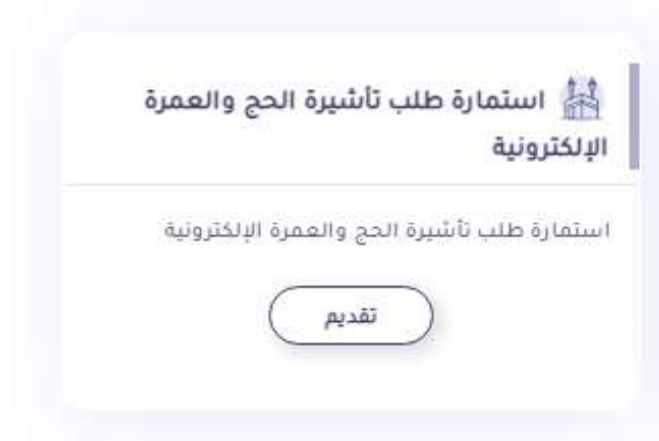 استمارة طلب تأشيرة الحج والعمرة
الإلكترونية
استمارة طلب تأشيرة الحج والعمرة الإلكترونية
تقديم